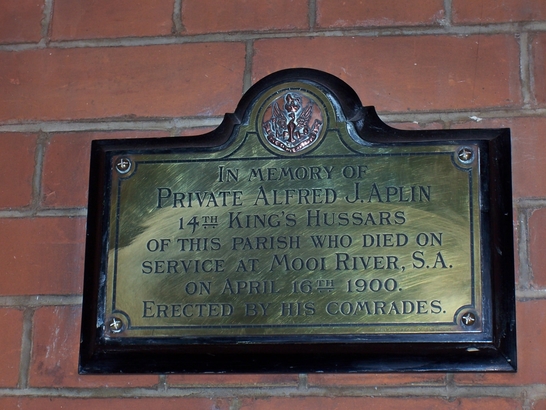 IN MEMORY OF
PRIVATE ALFRED J. APLIN
14TH KING'S HUSSARS
OF THIS PARISH WHO DIED ON
SERVICE AT MOOI RIVER, S.A.
ON APRIL 16TH 1900.
ERECTED BY HIS COMRADES.